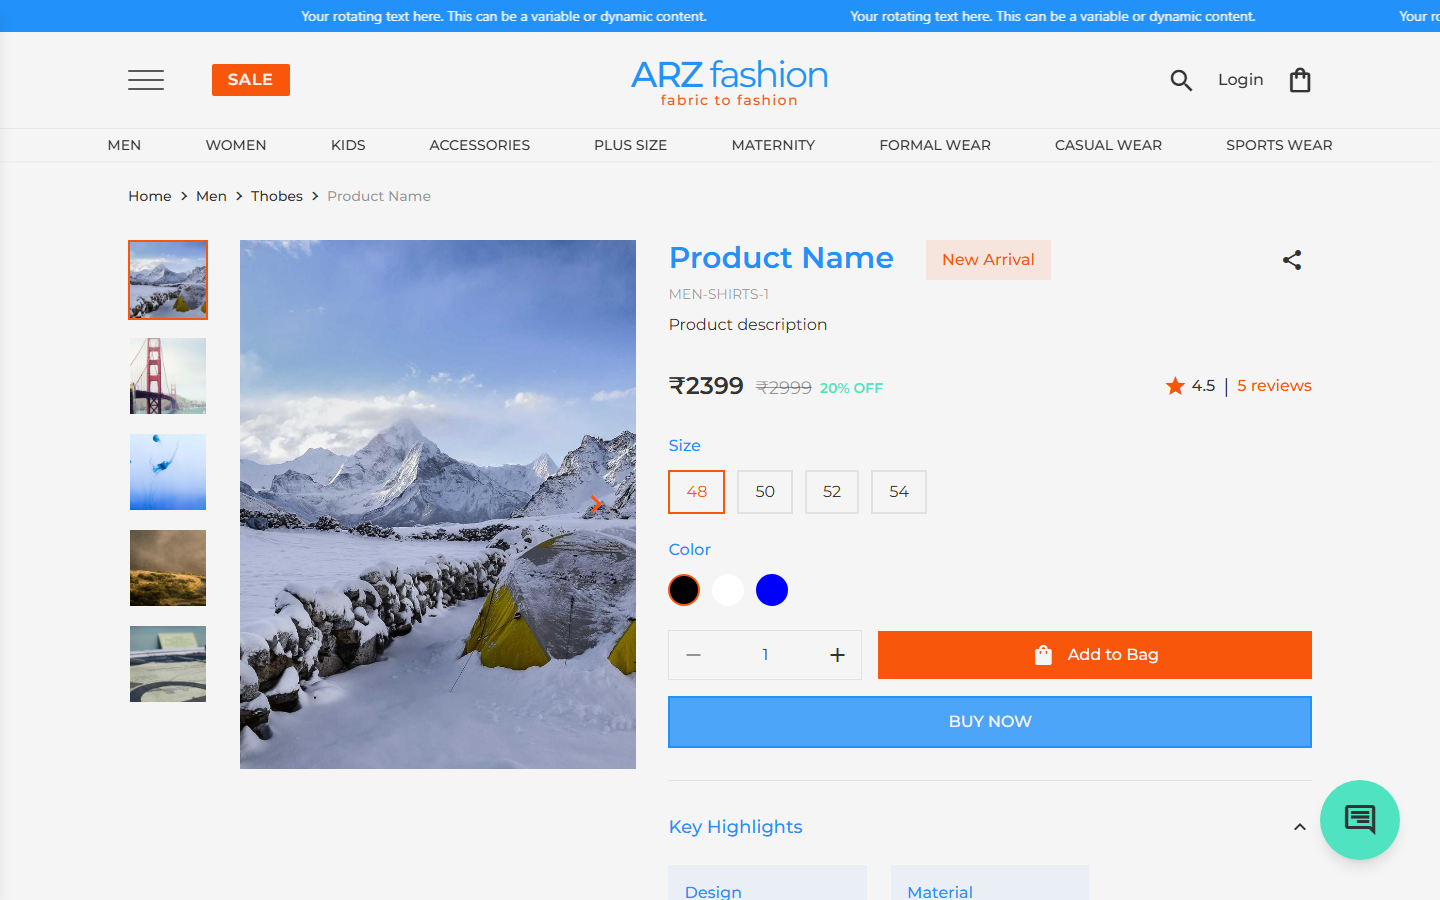 Your rotating text here. This can be a variable or dynamic content. Your rotating text here. This can be a variable or dynamic content. Your
SALE
ARZ fashion
fabric to fashion
Login
MEN WOMEN KIDS ACCESSORIES PLUS SIZE MATERNITY FORMAL WEAR CASUAL WEAR SPORTS WEAR
Home > Men > Thobes > Product Name
Product Name
New Arrival
MEN-SHIRTS-1
Product description
₹2399 ₹2999 20% OFF
4.5 | 5 reviews
Size
48 50 52 54
Color
1
Add to Bag
BUY NOW
Key Highlights
Design Material